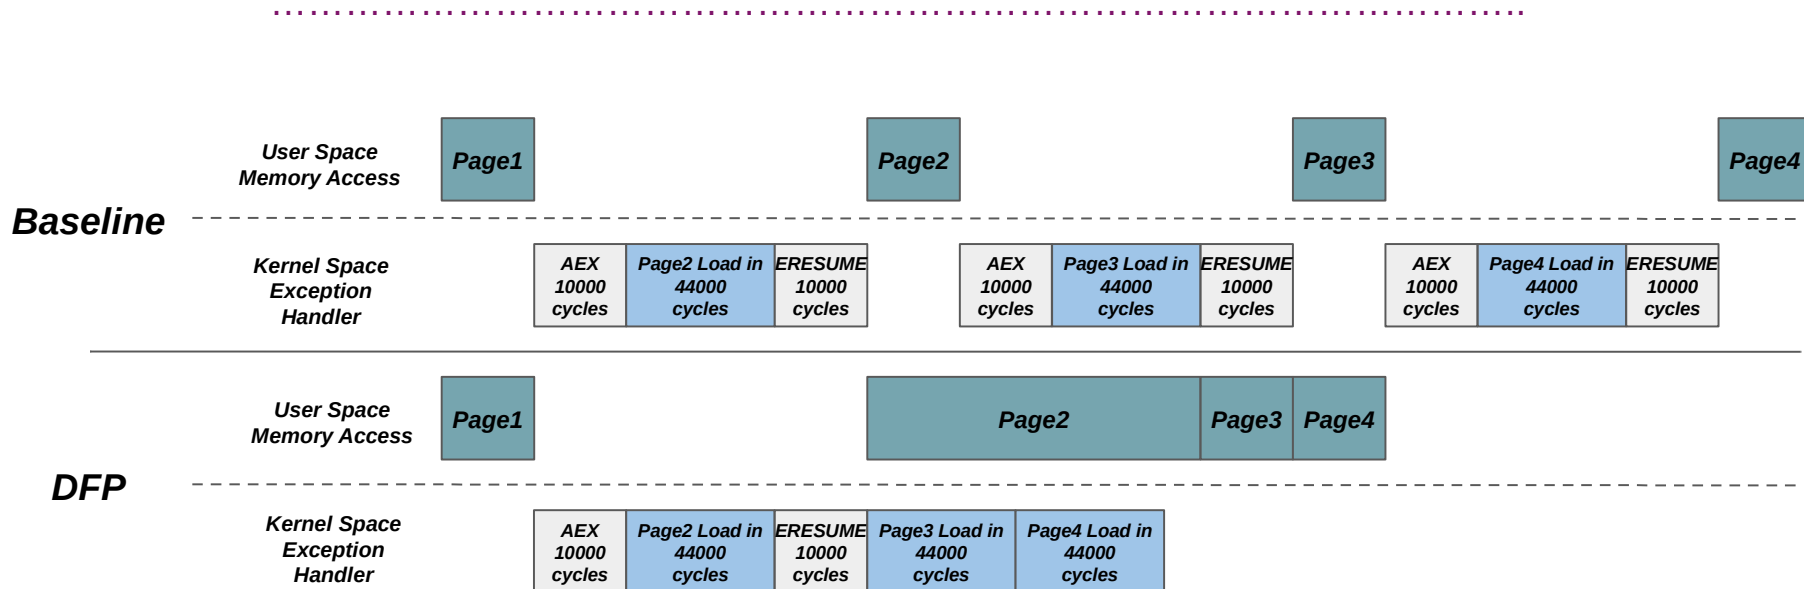 User Space
Memory Access
Page1
Page2
Page3
Page4
Baseline
Kernel Space
Exception
Handler
AEX
10000
cycles
Page2 Load in
44000
cycles
ERESUME
10000
cycles
AEX
10000
cycles
Page3 Load in
44000
cycles
ERESUME
10000
cycles
AEX
10000
cycles
Page4 Load in
44000
cycles
ERESUME
10000
cycles
User Space
Memory Access
Page1
Page2
Page3
Page4
DFP
Kernel Space
Exception
Handler
AEX
10000
cycles
Page2 Load in
44000
cycles
ERESUME
10000
cycles
Page3 Load in
44000
cycles
Page4 Load in
44000
cycles